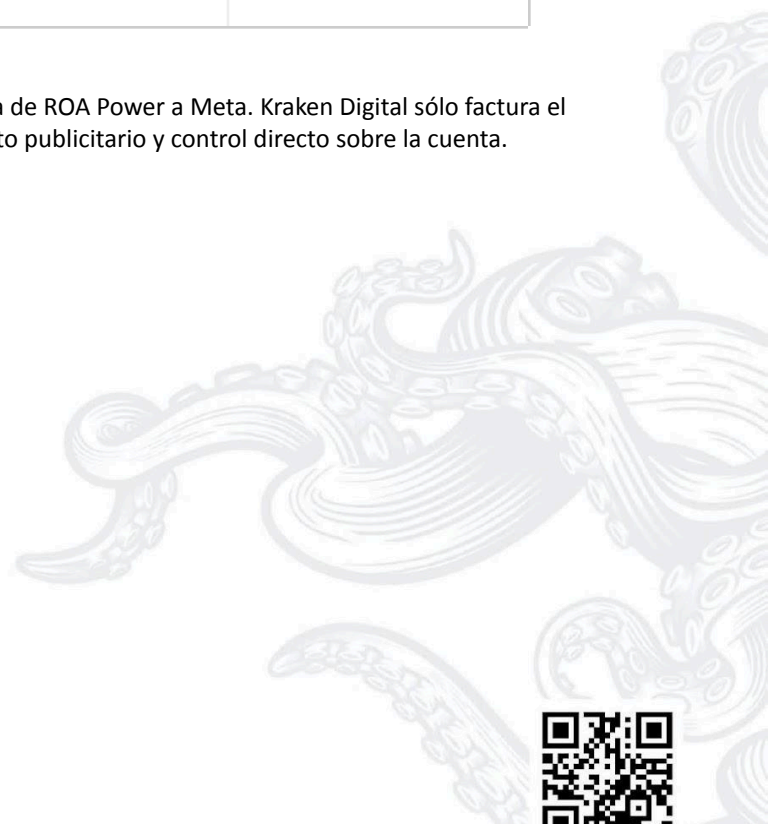 de ROA Power a Meta. Kraken Digital sólo factura el
to publicitario y control directo sobre la cuenta.